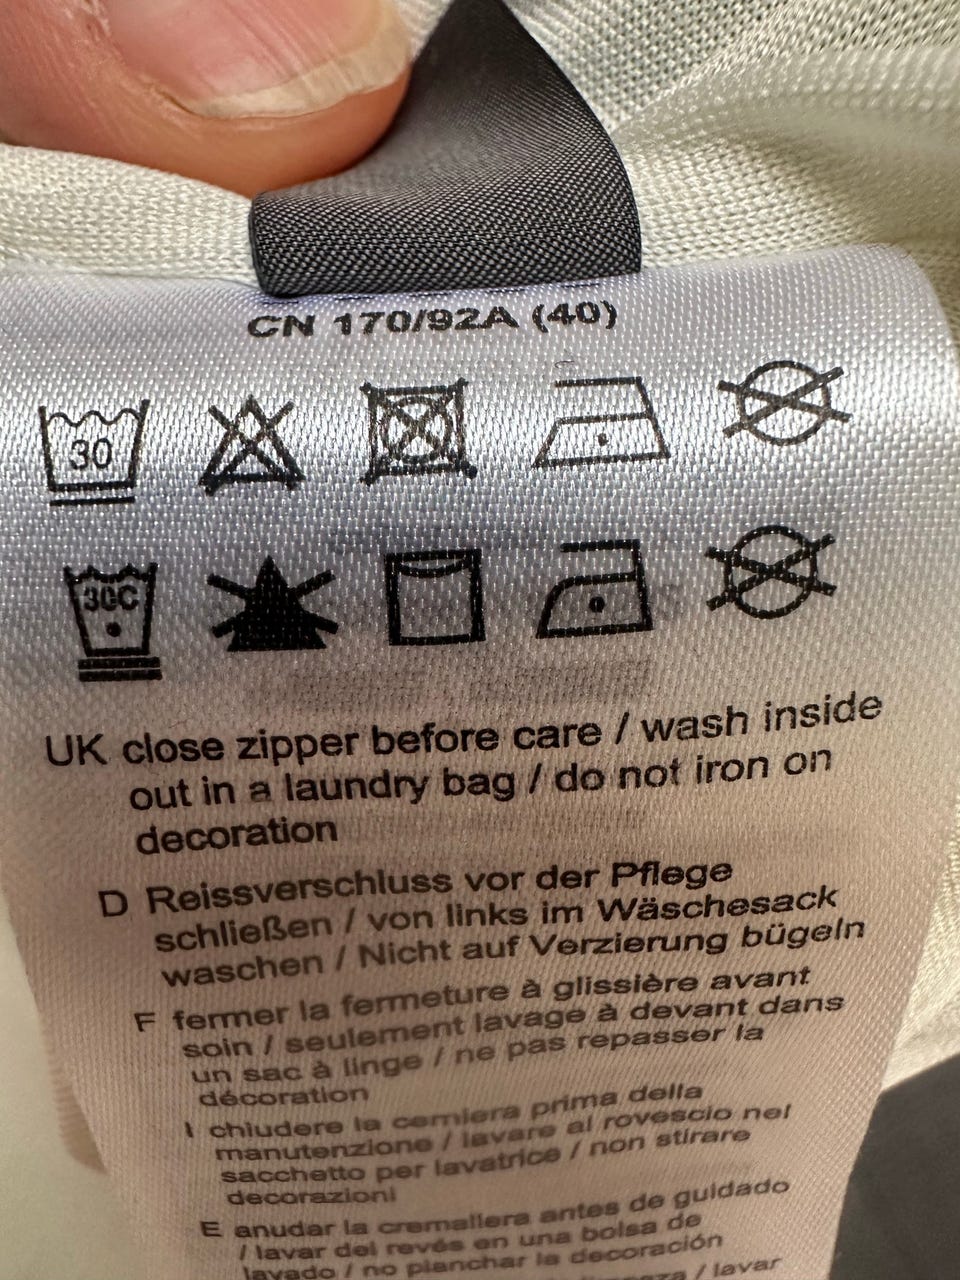 CN 170/92A (40)
30
30C
UK close zipper before care / wash inside
out in a laundry bag / do not iron on
decoration
D Reissverschluss vor der Pflege
schließen / von links im Wäschesack
waschen / Nicht auf Verzierung bügeln
F fermer la fermeture à glissière avant
soin / seulement lavage à devant dans
un sac à linge / ne pas repasser la
décoration
I chiudere la cerniera prima della
manutenzione / lavare al rovescio nel
sacchetto per lavatrice / non stirare
decorazioni
E anudar la cremallera antes de guidado
/ lavar del revés en una bolsa de
lavado / no planchar la decoración
/ lavar